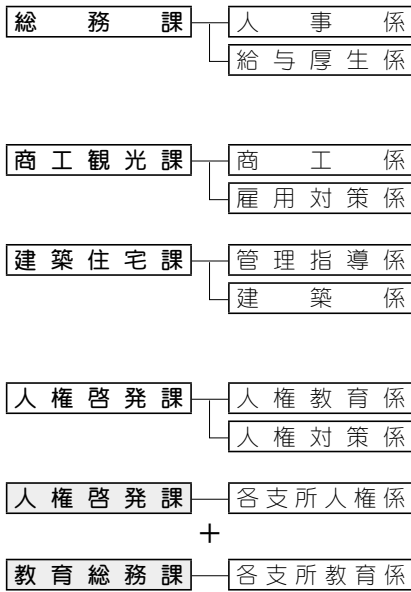 総務課 人事係
給与厚生係
商工観光課 商工係
雇用対策係
建築住宅課 管理指導係
建築係
人権啓発課 人権教育係
人権対策係
人権啓発課 各支所人権係
+
教育総務課 各支所教育係